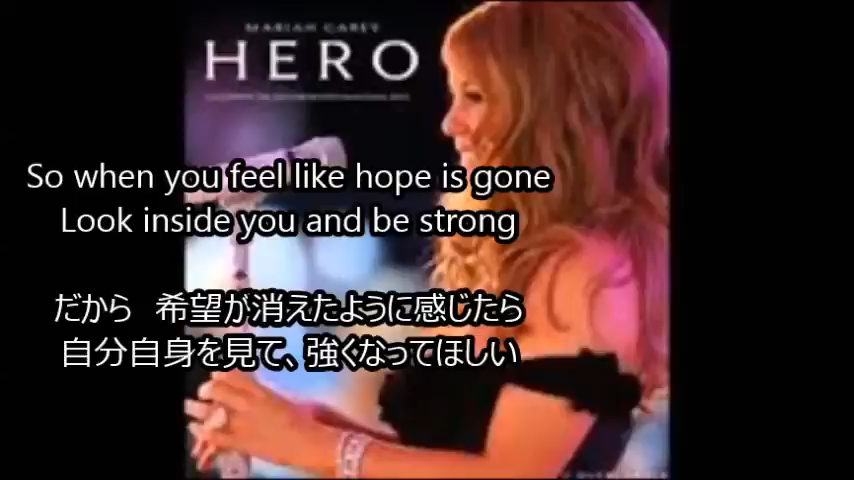 MARIAH CAREY
HERO
So when you feel like hope is gone
Look inside you and be strong
だから　希望が消えたように感じたら
自分自身を見て、強くなってほしい